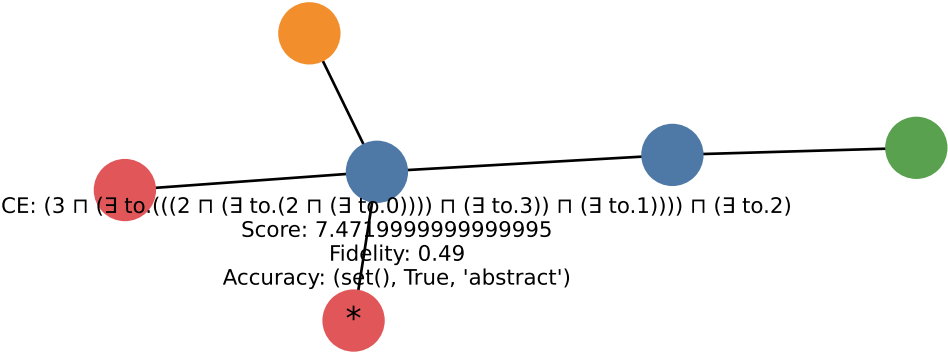 CE: (3 ⊓ (∃ to.(((2 ⊓ (∃ to.(2 ⊓ (∃ to.0)))) ⊓ (∃ to.3)) ⊓ (∃ to.1)))) ⊓ (∃ to.2)
Score: 7.4719999999999995
Fidelity: 0.49
Accuracy: (set(), True, 'abstract')
*